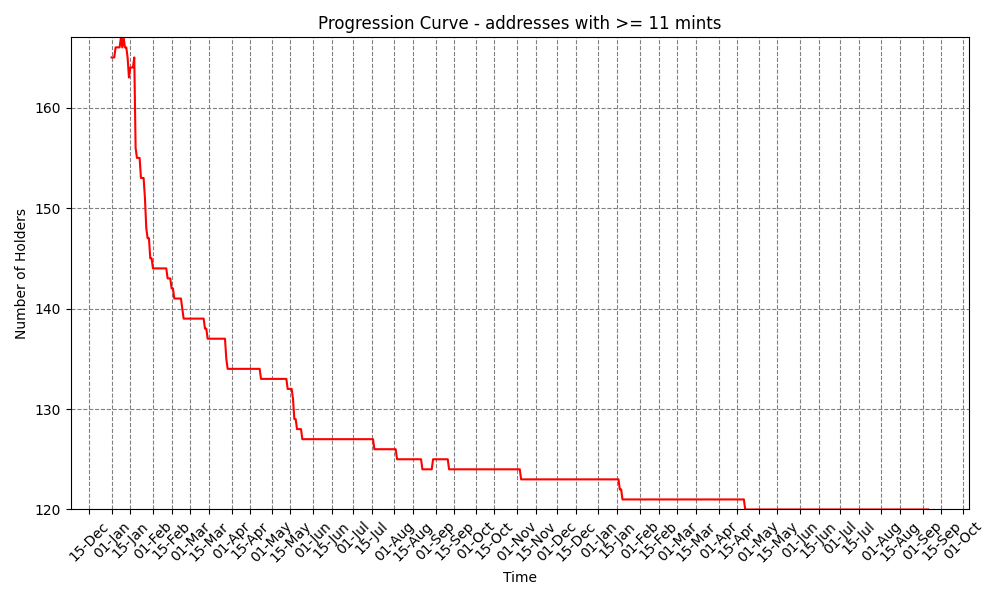 Progression Curve - addresses with >= 11 mints
Number of Holders
160
150
140
130
120
15-Dec
01-Jan
15-Jan
01-Feb
15-Feb
01-Mar
15-Mar
01-Apr
15-Apr
01-May
15-May
01-Jun
15-Jun
01-Jul
15-Jul
01-Aug
15-Aug
01-Sep
15-Sep
01-Oct
15-Oct
01-Nov
15-Nov
01-Dec
15-Dec
01-Jan
15-Jan
01-Feb
15-Feb
01-Mar
15-Mar
01-Apr
15-Apr
01-May
15-May
01-Jun
15-Jun
01-Jul
15-Jul
01-Aug
15-Aug
01-Sep
15-Sep
01-Oct
Time